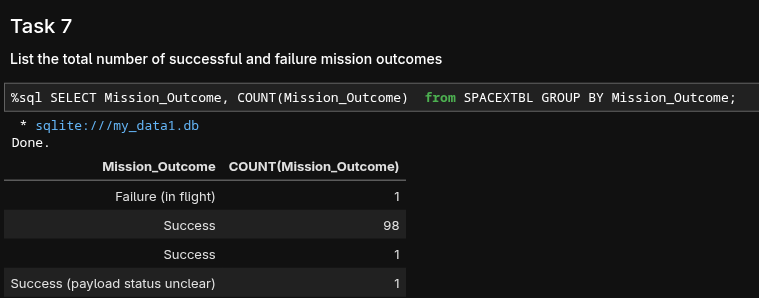 Task 7
List the total number of successful and failure mission outcomes
%sql SELECT Mission_Outcome, COUNT(Mission_Outcome)  from SPACEXTBL GROUP BY Mission_Outcome;
* sqlite:///my_data1.db
Done.
Mission_Outcome COUNT(Mission_Outcome)
Failure (in flight) 1
Success 98
Success 1
Success (payload status unclear) 1